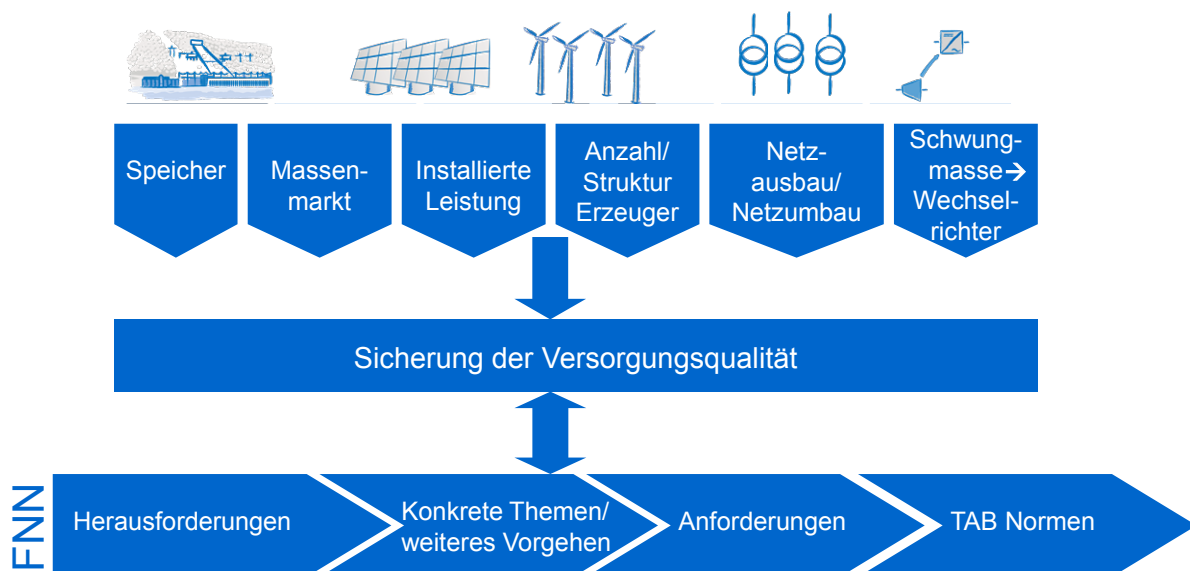 Speicher
Massen-
markt
Installierte
Leistung
Anzahl/
Struktur
Erzeuger
Netz-
ausbau/
Netzumbau
Schwung-
masse→
Wechsel-
richter
Sicherung der Versorgungsqualität
FNN
Herausforderungen
Konkrete Themen/
weiteres Vorgehen
Anforderungen
TAB Normen